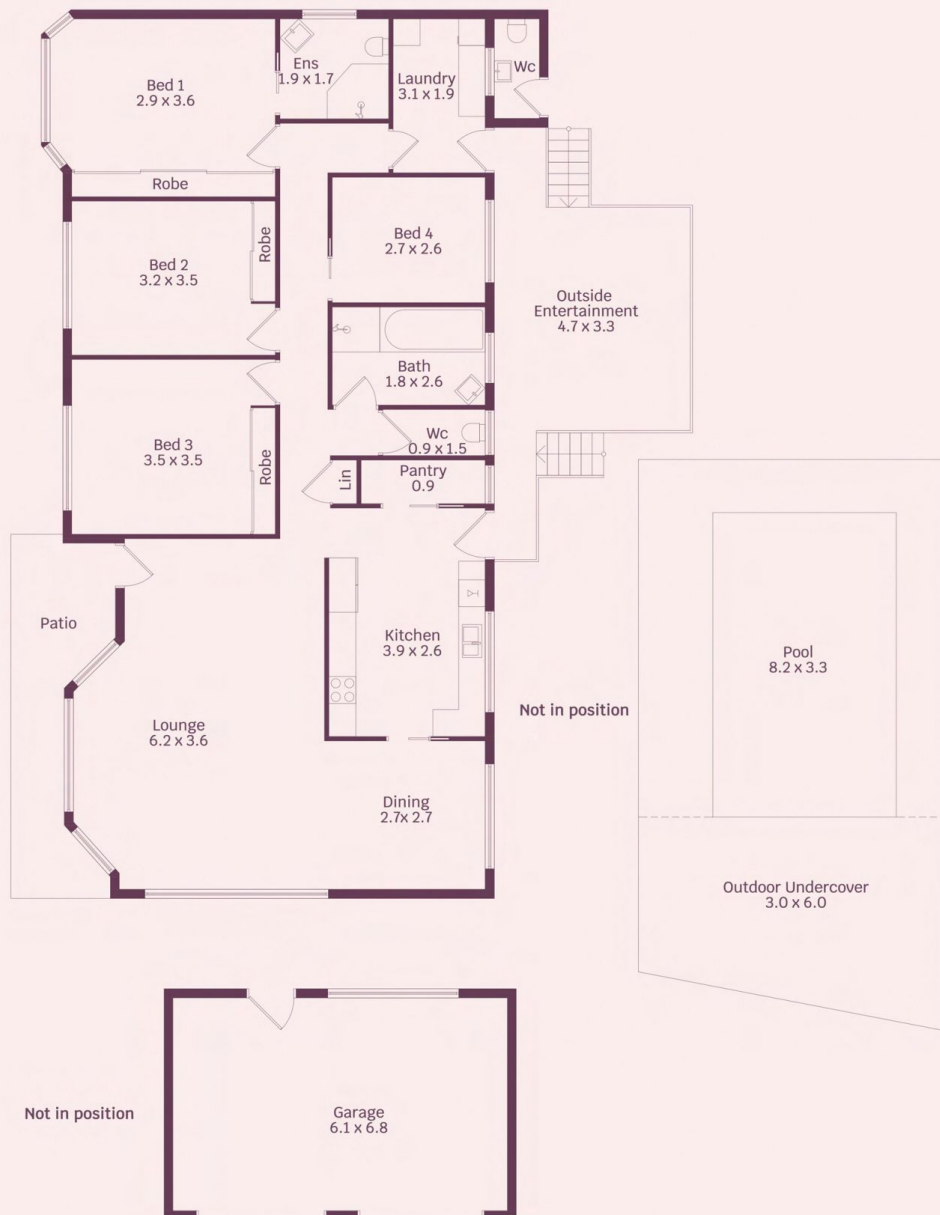 Bed 1
2.9 x 3.6
Ens
1.9 x 1.7
Laundry
3.1 x 1.9
Wc
Robe
Bed 2
3.2 x 3.5
Robe
Bed 4
2.7 x 2.6
Outside
Entertainment
4.7 x 3.3
Bath
1.8 x 2.6
Bed 3
3.5 x 3.5
Robe
Wc
0.9 x 1.5
Lin
Pantry
0.9
Patio
Kitchen
3.9 x 2.6
Lounge
6.2 x 3.6
Dining
2.7x 2.7
Not in position
Pool
8.2 x 3.3
Outdoor Undercover
3.0 x 6.0
Not in position
Garage
6.1 x 6.8